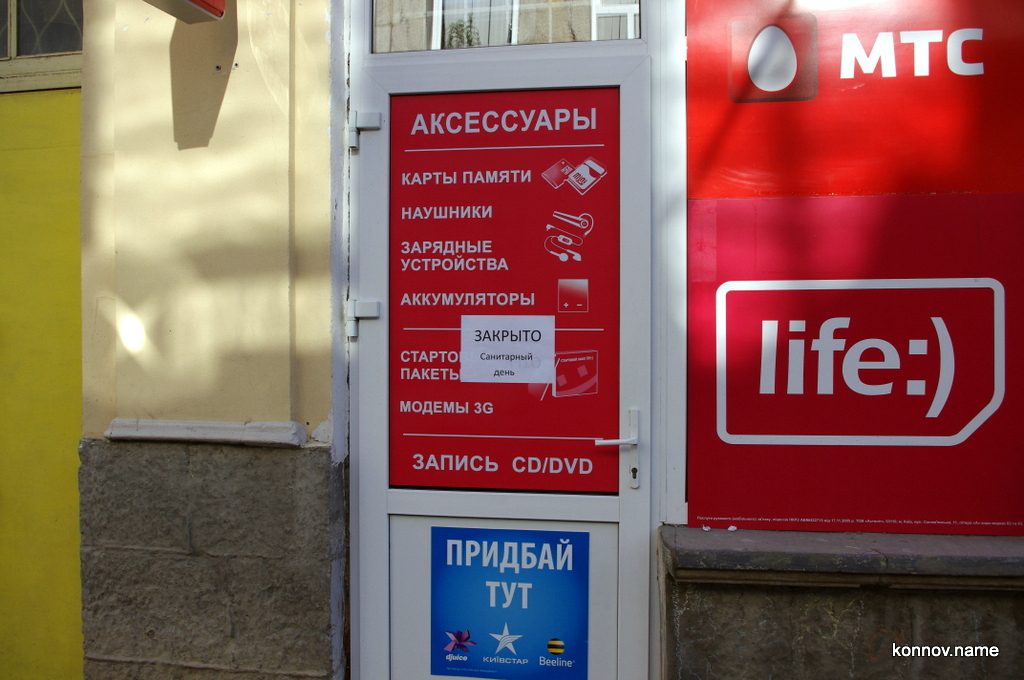 АКСЕССУАРЫ
КАРТЫ ПАМЯТИ
НАУШНИКИ
ЗАРЯДНЫЕ
УСТРОЙСТВА
АККУМУЛЯТОРЫ
ЗАКРЫТО
Санитарный
день
СТАРТОВ
ПАКЕТЫ
МОДЕМЫ 3G
ЗАПИСЬ CD/DVD
ПРИДБАЙ
ТУТ
djuice
КИЇВСТАР
Beeline
МТС
life:)
konnov.name